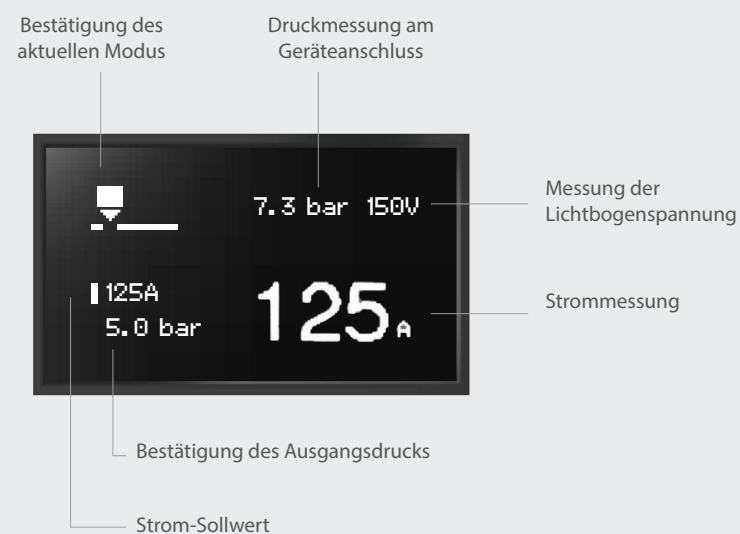 Bestätigung des
aktuellen Modus
Druckmessung am
Geräteanschluss
7.3 bar 150V
Messung der
Lichtbogenspannung
125A
5.0 bar
125A
Strommessung
Bestätigung des Ausgangsdrucks
Strom-Sollwert